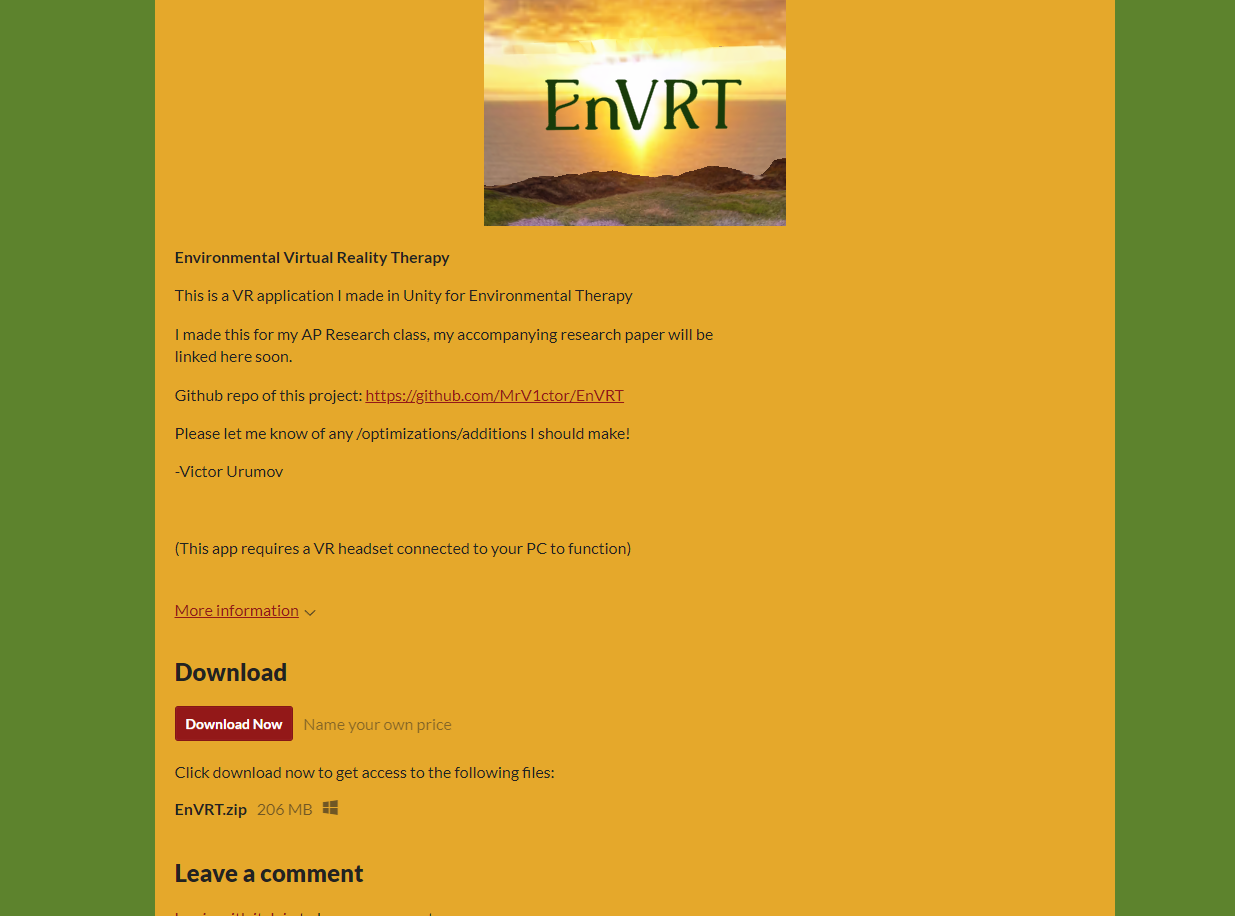 EnVRT
Environmental Virtual Reality Therapy
This is a VR application I made in Unity for Environmental Therapy
I made this for my AP Research class, my accompanying research paper will be
linked here soon.
Github repo of this project: https://github.com/MrV1ctor/EnVRT
Please let me know of any /optimizations/additions I should make!
-Victor Urumov
(This app requires a VR headset connected to your PC to function)
More information
Download
Download Now Name your own price
Click download now to get access to the following files:
EnVRT.zip 206 MB
Leave a comment